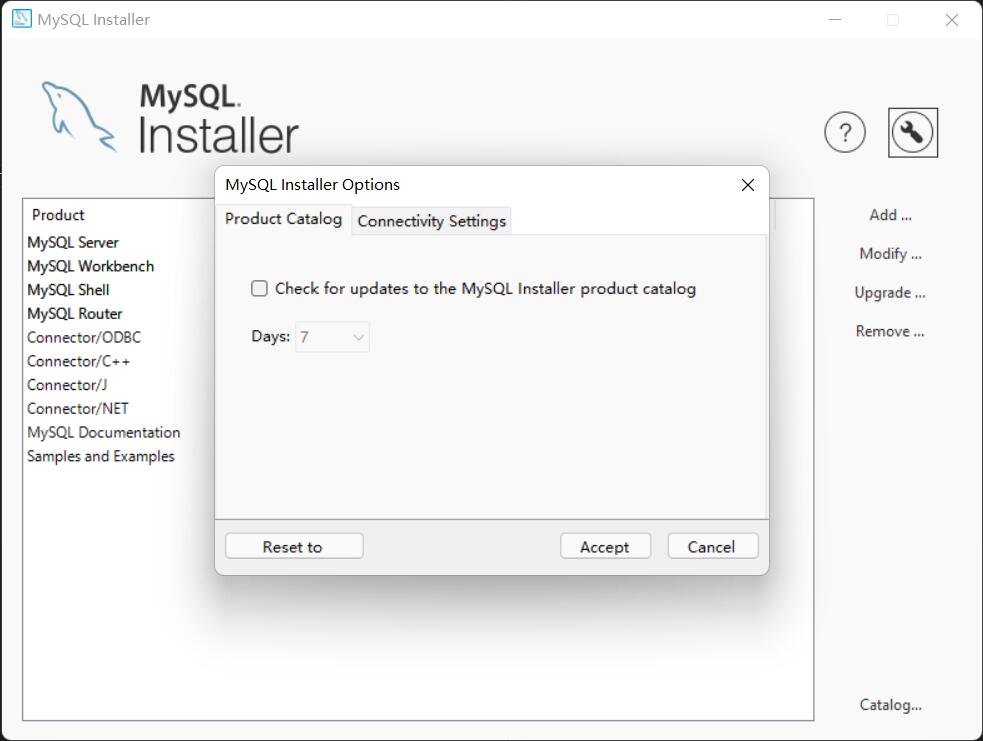 MySQL Installer
MySQL.
Installer
?
MySQL Installer Options
Product Catalog
Connectivity Settings
Check for updates to the MySQL Installer product catalog
Days: 7
Reset to
Accept
Cancel
Product
MySQL Server
MySQL Workbench
MySQL Shell
MySQL Router
Connector/ODBC
Connector/C++
Connector/J
Connector/NET
MySQL Documentation
Samples and Examples
Add ...
Modify ...
Upgrade ...
Remove ...
Catalog...